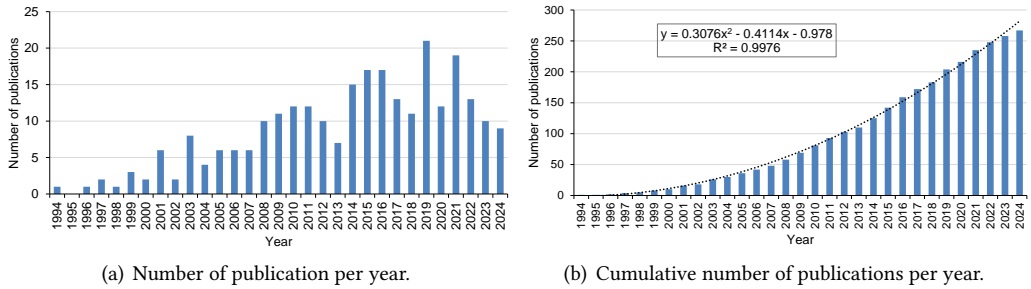 Number of publications
25
20
15
10
5
0
1994 1995 1996 1997 1998 1999 2000 2001 2002 2003 2004 2005 2006 2007 2008 2009 2010 2011 2012 2013 2014 2015 2016 2017 2018 2019 2020 2021 2022 2023 2024
Year
(a) Number of publication per year.
Number of publications
300
250
200
150
100
50
0
y = 0.3076x² - 0.4114x - 0.978
R² = 0.9976
1994 1995 1996 1997 1998 1999 2000 2001 2002 2003 2004 2005 2006 2007 2008 2009 2010 2011 2012 2013 2014 2015 2016 2017 2018 2019 2020 2021 2022 2023 2024
Year
(b) Cumulative number of publications per year.